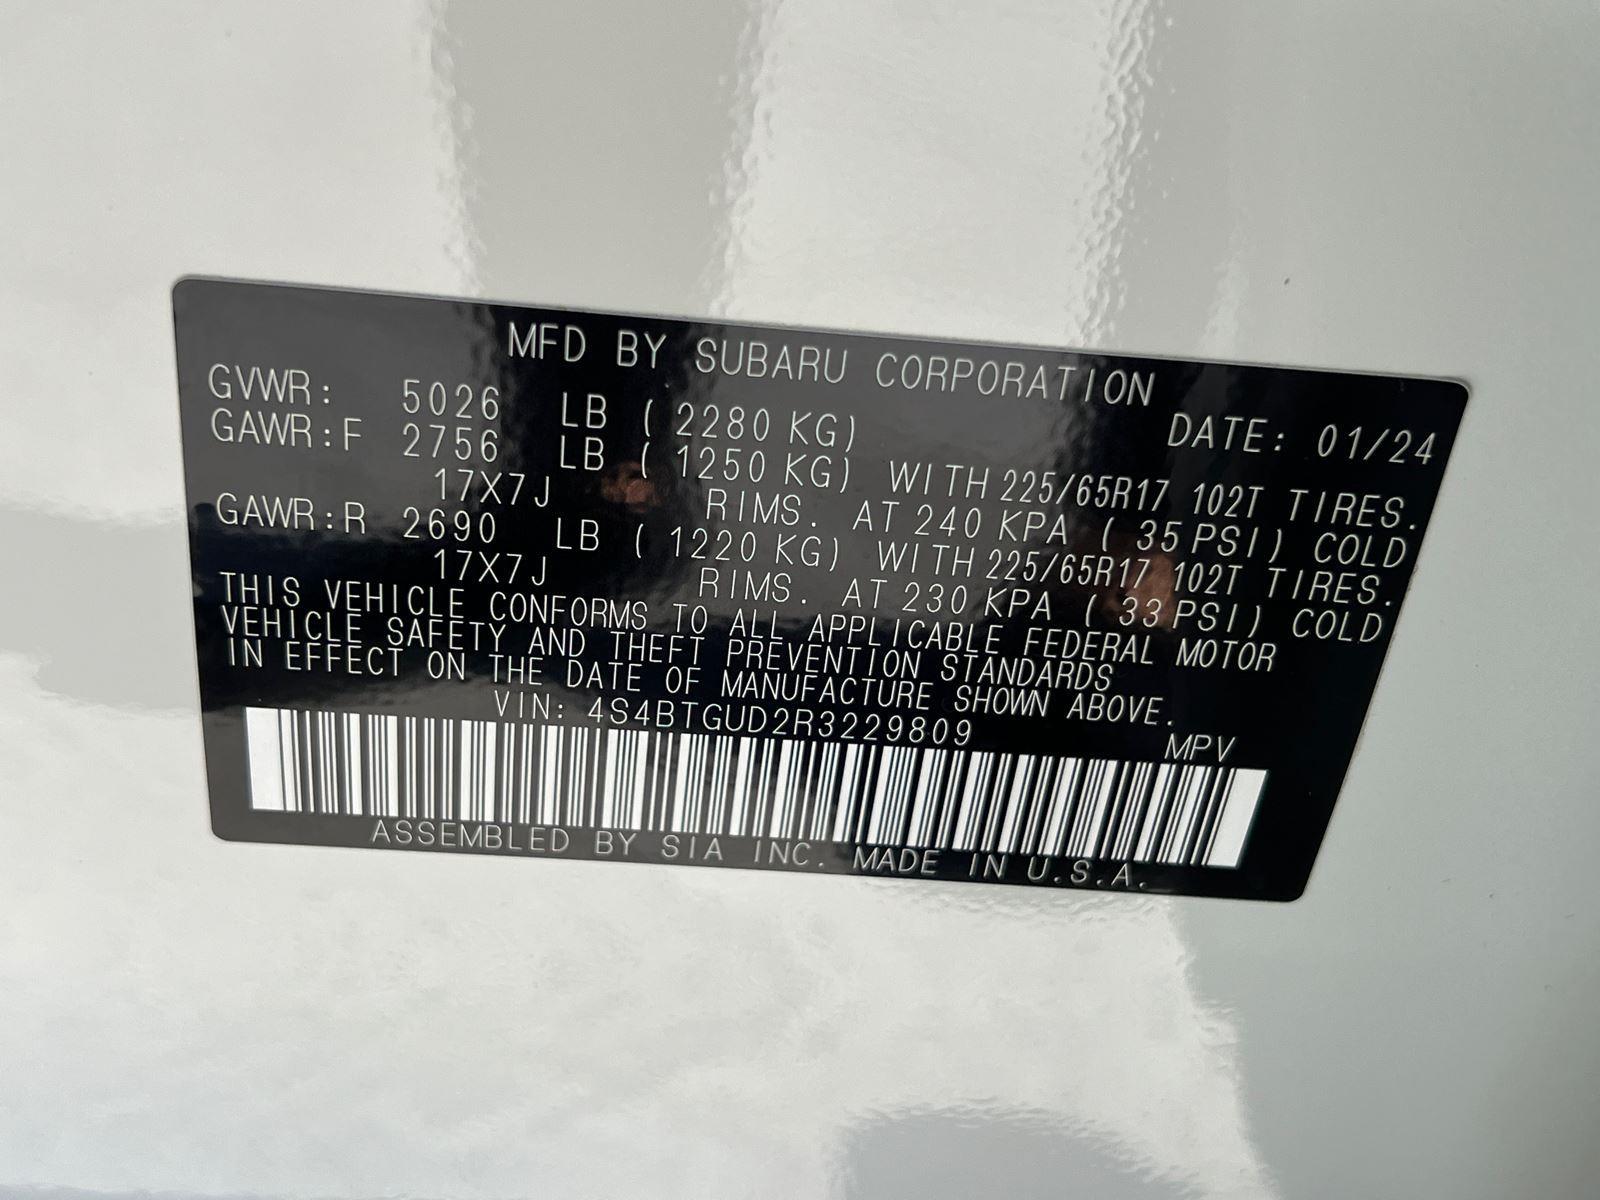 MFD BY SUBARU CORPORATION
DATE: 01/24
GVWR: 5026 LB ( 2280 KG)
GAWR:F 2756 LB ( 1250 KG) WITH 225/65R17 102T TIRES.
17X7J RIMS. AT 240 KPA ( 35 PSI) COLD
GAWR:R 2690 LB ( 1220 KG) WITH 225/65R17 102T TIRES.
17X7J RIMS. AT 230 KPA ( 33 PSI) COLD
THIS VEHICLE CONFORMS TO ALL APPLICABLE FEDERAL MOTOR
VEHICLE SAFETY AND THEFT PREVENTION STANDARDS
IN EFFECT ON THE DATE OF MANUFACTURE SHOWN ABOVE.
VIN: 4S4BTGUD2R3229809 MPV
ASSEMBLED BY SIA INC. MADE IN U.S.A.